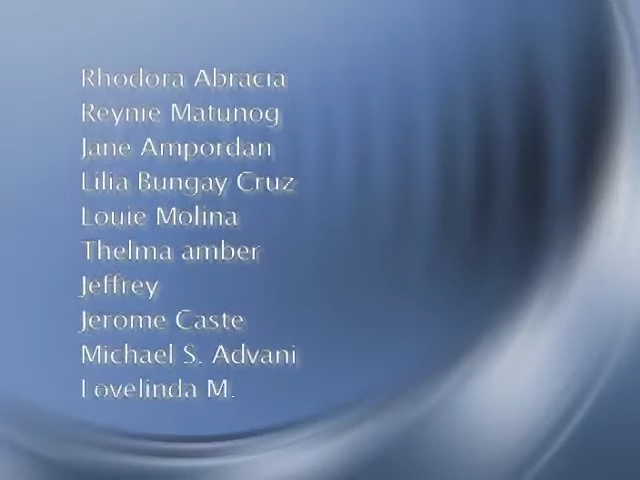 Rhodora Abracia
Reynie Matunog
Jane Ampordan
Lilia Bungay Cruz
Louie Molina
Thelma amber
Jeffrey
Jerome Caste
Michael S. Advani
Lovelinda M.